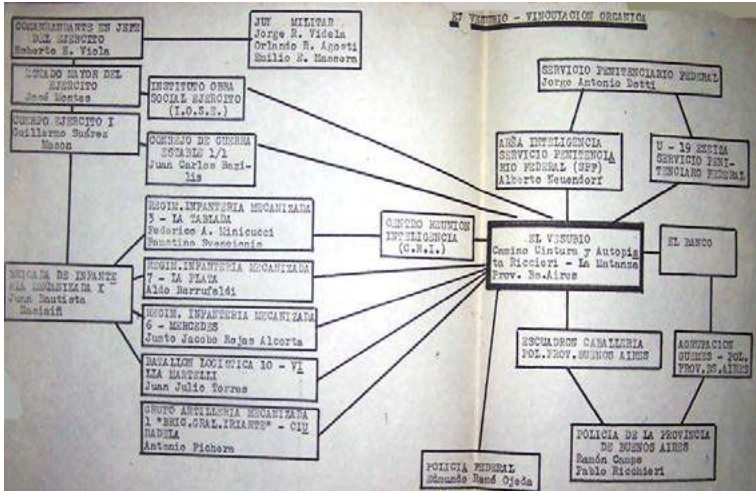 EL VESUBIO - VINCULACION ORGANICA
COMANDANTE EN JEFE
DEL EJERCITO
Roberto E. Viola
MILITAR
Jorge R. Videla
Orlando R. Agosti
Emilio E. Massera
ESTADO MAYOR DEL
EJERCITO
José Montes
INSTITUTO OBRA
SOCIAL EJERCITO
(I.O.S.E.)
CUERPO EJERCITO I
Guillermo Suárez
Mason
CONSEJO DE GUERRA
ESTABLE 1/1
Juan Carlos Bazi-
lis
SERVICIO PENITENCIARIO FEDERAL
Jorge Antonio Dotti
AREA INTELIGENCIA
SERVICIO PENITENCIA
RIO FEDERAL (SPF)
Alberto Neuendorf
U - 19 EZEIZA
SERVICIO PENI-
TENCIARO FEDERAL
REGIM.INFANTERIA MECANIZADA
3 - LA TABLADA
Federico A. Minicucci
Faustino
CENTRO REUNION
INTELIGENCIA
(C.R.I.)
EL VESUBIO
Camino Cintura y Autopis
ta Riccieri - La Matanza
Prov. Bs.Aires
EL BANCO
BRIGADA DE INFANTE
RIA MECANIZADA X
Juan Bautista
REGIM.INFANTERIA MECANIZADA
7 - LA PLATA
Aldo Barrufaldi
REGIM. INFANTERIA MECANIZADA
6 - MERCEDES
Justo Jacobo Rojas Alcorta
BATALLON LOGISTICA 10 - VI
LLA MARTELLI
Juan Julio Torres
GRUPO ARTILLERIA MECANIZADA
1 "BRIG.GRAL.IRIARTE" - CIU
DADELA
Antonio Fichera
ESCUADRON CABALLERIA
POL.PROV.BUENOS AIRES
AGRUPACION
GUEMES - POL.
PROV.BS.AIRES
POLICIA FEDERAL
Edmundo René Ojeda
POLICIA DE LA PROVINCIA
DE BUENOS AIRES
Ramón Camps
Pablo Ricchieri